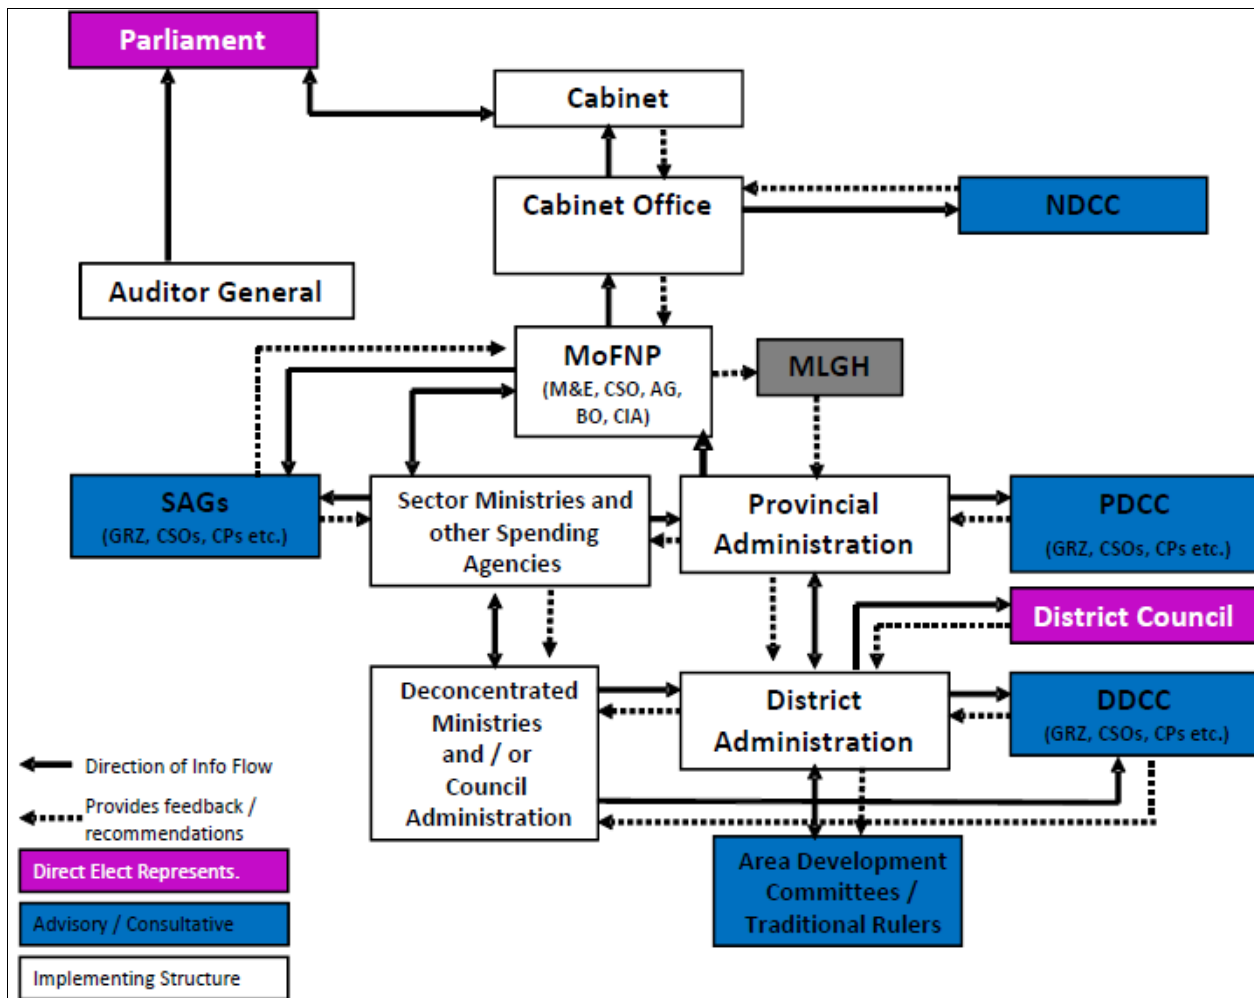 Parliament
Cabinet
Cabinet Office
NDCC
Auditor General
MoFNP
(M&E, CSO, AG,
BO, CIA)
MLGH
SAGs
(GRZ, CSOs, CPs etc.)
Sector Ministries and
other Spending
Agencies
Provincial
Administration
PDCC
(GRZ, CSOs, CPs etc.)
District Council
Deconcentrated
Ministries
and / or
Council
Administration
District
Administration
DDCC
(GRZ, CSOs, CPs etc.)
Area Development
Committees /
Traditional Rulers
Direction of Info Flow
Provides feedback /
recommendations
Direct Elect Represents.
Advisory / Consultative
Implementing Structure